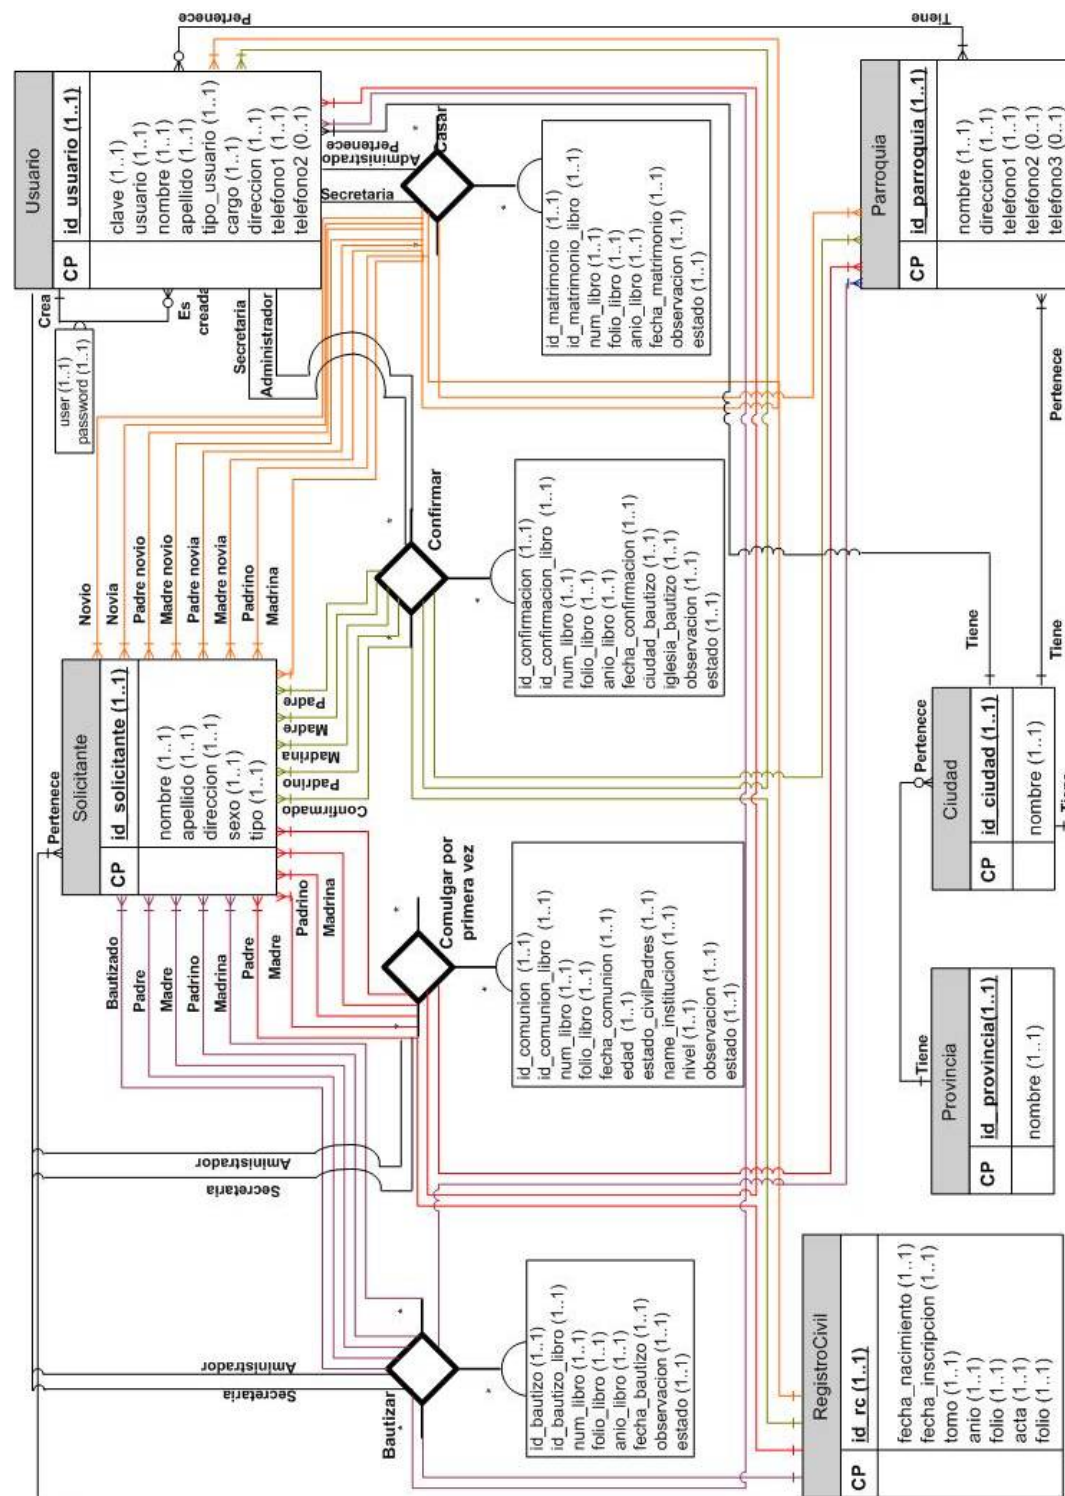 Usuario
CP
id_usuario (1..1)
clave (1..1)
usuario (1..1)
nombre (1..1)
apellido (1..1)
tipo_usuario (1..1)
cargo (1..1)
direccion (1..1)
telefono1 (1..1)
telefono2 (0..1)
Pertenece
Tiene
Crea
Es
creada
user (1..1)
password (1..1)
Secretaria
Administrador
Pertenece
Administrado
Secretaria
Casar
id_matrimonio (1..1)
id_matrimonio_libro (1..1)
num_libro (1..1)
folio_libro (1..1)
anio_libro (1..1)
fecha_matrimonio (1..1)
observacion (1..1)
estado (1..1)
Parroquia
CP
id_parroquia (1..1)
nombre (1..1)
direccion (1..1)
telefono1 (1..1)
telefono2 (0..1)
telefono3 (0..1)
Pertenece
Tiene
Tiene
Novio
Novia
Padre novio
Madre novio
Padre novia
Madre novia
Padrino
Madrina
Confirmar
id_confirmacion (1..1)
id_confirmacion_libro (1..1)
num_libro (1..1)
folio_libro (1..1)
anio_libro (1..1)
fecha_confirmacion (1..1)
ciudad_bautizo (1..1)
iglesia_bautizo (1..1)
observacion (1..1)
estado (1..1)
Solicitante
CP
id_solicitante (1..1)
nombre (1..1)
apellido (1..1)
direccion (1..1)
sexo (1..1)
tipo (1..1)
Pertenece
Padre
Madre
Madrina
Padrino
Confirmado
Bautizado
Padre
Madre
Padrino
Madrina
Padre
Madre
Padrino
Madrina
Comulgar por
primera vez
id_comunion (1..1)
id_comunion_libro (1..1)
num_libro (1..1)
folio_libro (1..1)
fecha_comunion (1..1)
edad (1..1)
estado_civilPadres (1..1)
name_institucion (1..1)
nivel (1..1)
observacion (1..1)
estado (1..1)
Ciudad
CP
id_ciudad (1..1)
nombre (1..1)
Pertenece
Tiene
Tiene
Provincia
CP
id_provincia(1..1)
nombre (1..1)
Aministrador
Secretaria
Aministrador
Secretaria
Bautizar
id_bautizo (1..1)
id_bautizo_libro (1..1)
num_libro (1..1)
folio_libro (1..1)
anio_libro (1..1)
fecha_bautizo (1..1)
observacion (1..1)
estado (1..1)
RegistroCivil
CP
id_rc (1..1)
fecha_nacimiento (1..1)
fecha_inscripcion (1..1)
tomo (1..1)
anio (1..1)
folio (1..1)
acta (1..1)
folio (1..1)